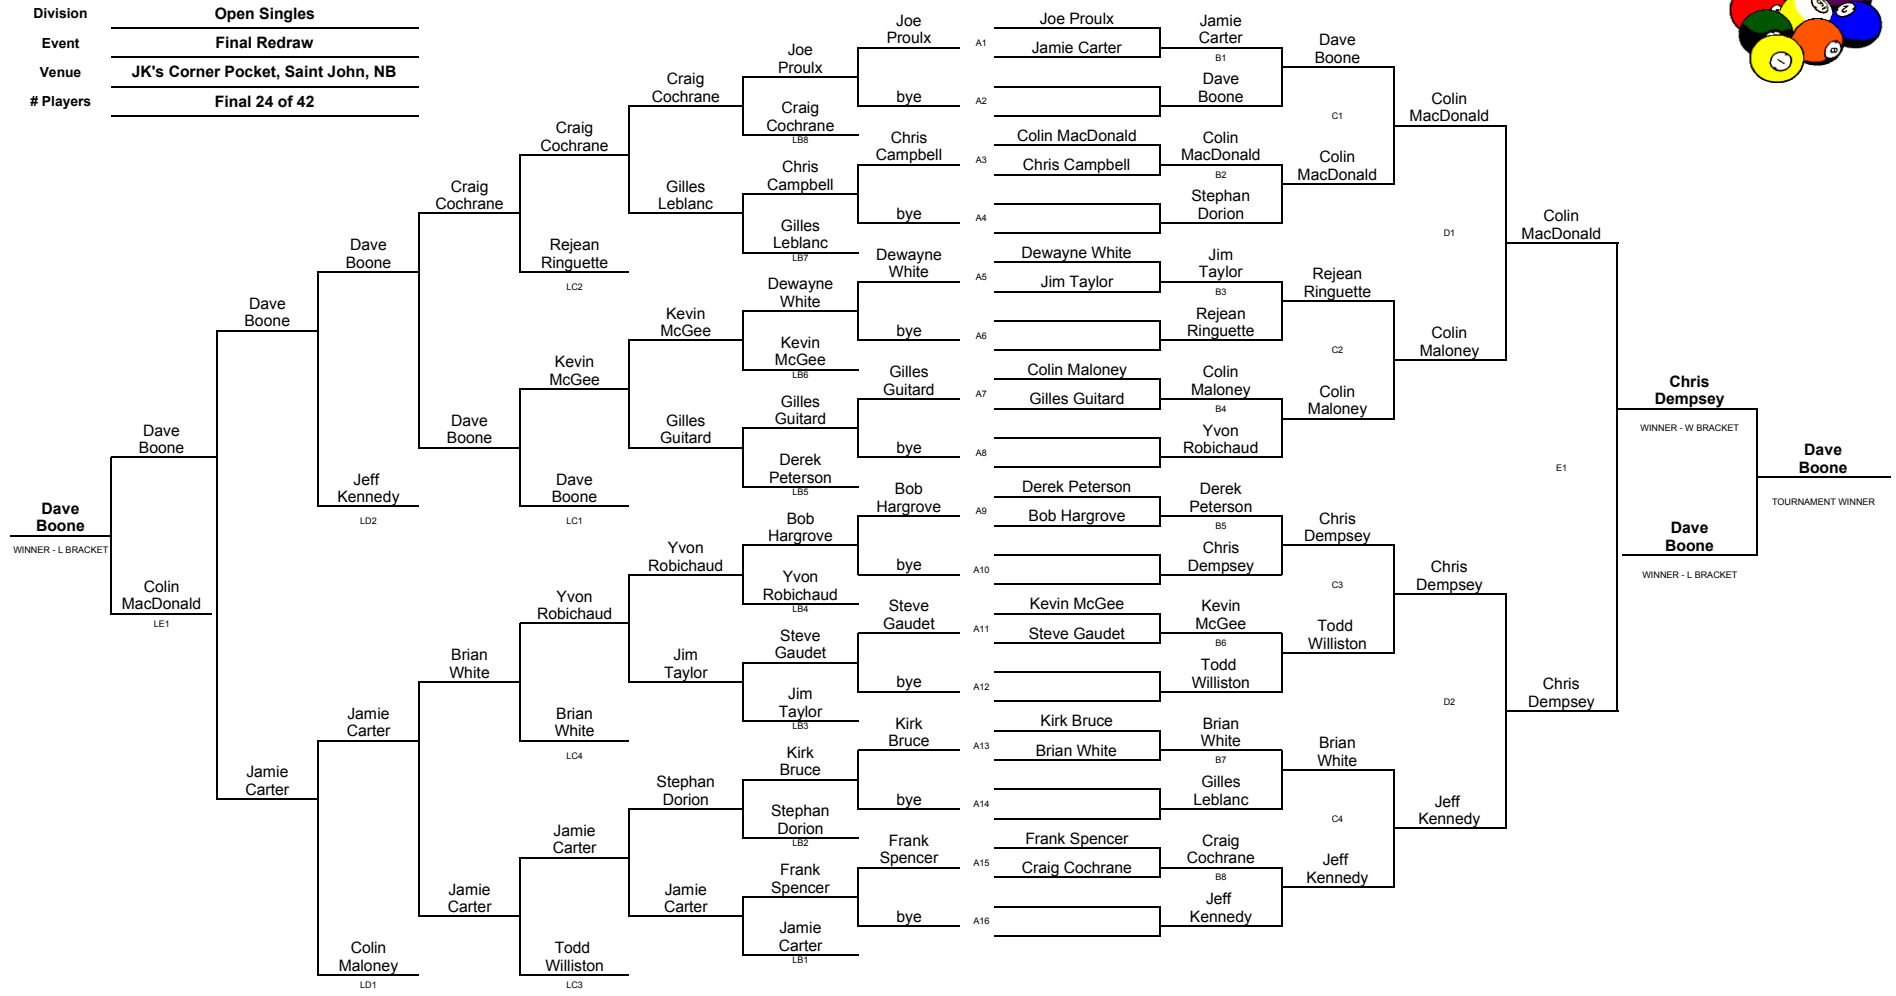 Division
Open Singles
Event
Final Redraw
Venue
JK's Corner Pocket, Saint John, NB
# Players
Final 24 of 42
Dave
Boone
WINNER - L BRACKET
Dave
Boone
Colin
MacDonald
LE1
Dave
Boone
Jamie
Carter
Dave
Boone
Jeff
Kennedy
LD2
Jamie
Carter
Colin
Maloney
LD1
Craig
Cochrane
Dave
Boone
Brian
White
Jamie
Carter
Craig
Cochrane
Rejean
Ringuette
LC2
Kevin
McGee
Dave
Boone
LC1
Yvon
Robichaud
Brian
White
LC4
Jamie
Carter
Todd
Williston
LC3
Craig
Cochrane
Gilles
Leblanc
Kevin
McGee
Gilles
Guitard
Yvon
Robichaud
Jim
Taylor
Stephan
Dorion
Jamie
Carter
Joe
Proulx
Craig
Cochrane
LB8
Chris
Campbell
Gilles
Leblanc
LB7
Dewayne
White
Kevin
McGee
LB6
Gilles
Guitard
Derek
Peterson
LB5
Bob
Hargrove
Yvon
Robichaud
LB4
Steve
Gaudet
Jim
Taylor
LB3
Kirk
Bruce
Stephan
Dorion
LB2
Frank
Spencer
Jamie
Carter
LB1
Joe
Proulx
bye
Chris
Campbell
bye
Dewayne
White
bye
Gilles
Guitard
bye
Bob
Hargrove
bye
Steve
Gaudet
bye
Kirk
Bruce
bye
Frank
Spencer
bye
A1
A2
A3
A4
A5
A6
A7
A8
A9
A10
A11
A12
A13
A14
A15
A16
Joe Proulx
Jamie Carter
Colin MacDonald
Chris Campbell
Dewayne White
Jim Taylor
Colin Maloney
Gilles Guitard
Derek Peterson
Bob Hargrove
Kevin McGee
Steve Gaudet
Kirk Bruce
Brian White
Frank Spencer
Craig Cochrane
Jamie
Carter
B1
Dave
Boone
Colin
MacDonald
B2
Stephan
Dorion
Jim
Taylor
B3
Rejean
Ringuette
Colin
Maloney
B4
Yvon
Robichaud
Derek
Peterson
B5
Chris
Dempsey
Kevin
McGee
B6
Todd
Williston
Brian
White
B7
Gilles
Leblanc
Craig
Cochrane
B8
Jeff
Kennedy
Dave
Boone
C1
Colin
MacDonald
Rejean
Ringuette
C2
Colin
Maloney
Chris
Dempsey
C3
Todd
Williston
Brian
White
C4
Jeff
Kennedy
Colin
MacDonald
D1
Colin
Maloney
Chris
Dempsey
D2
Jeff
Kennedy
Colin
MacDonald
E1
Chris
Dempsey
Chris
Dempsey
WINNER - W BRACKET
Dave
Boone
WINNER - L BRACKET
Dave
Boone
TOURNAMENT WINNER